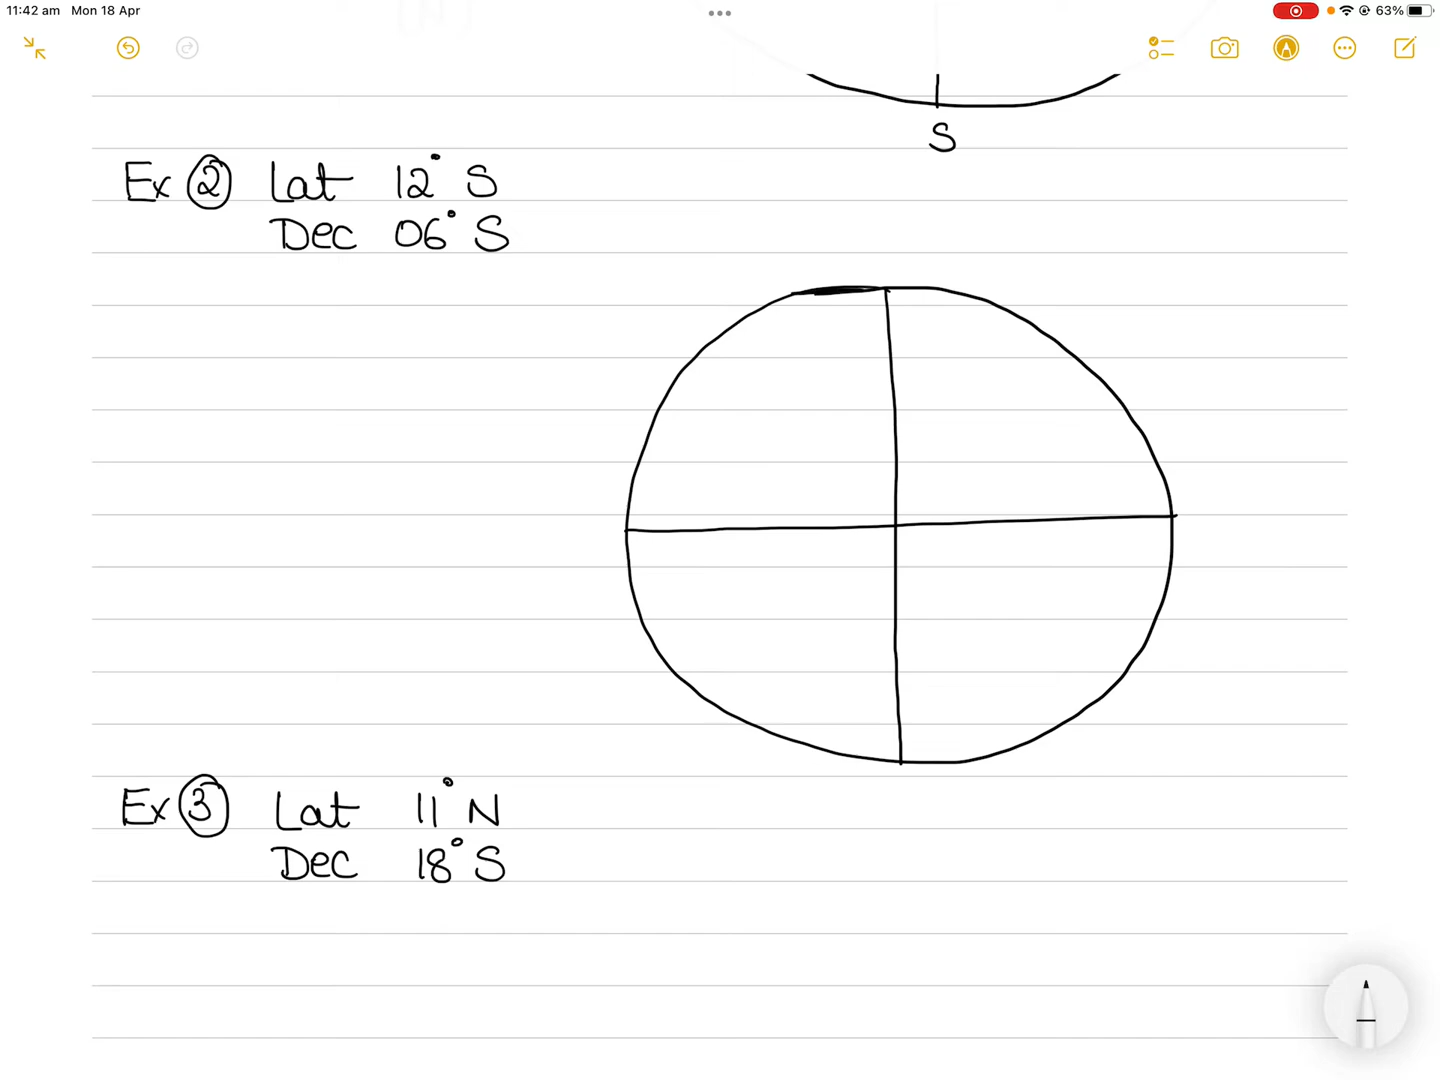 11:42 am Mon 18 Apr
63%
S
Ex ② Lat 12° S
Dec 06° S
Ex ③ Lat 11° N
Dec 18° S